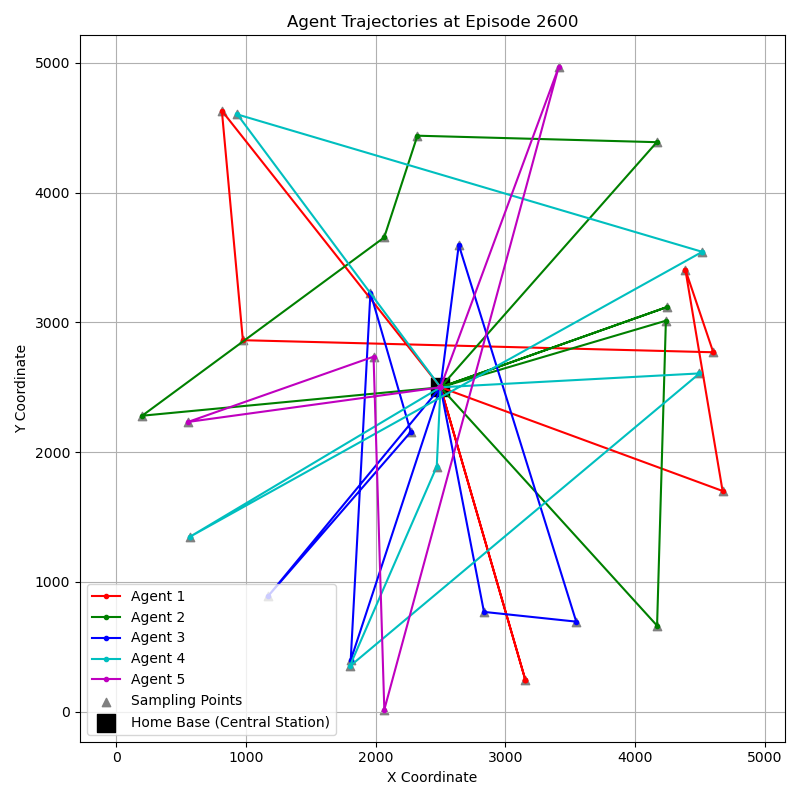 Agent Trajectories at Episode 2600
Y Coordinate
5000
4000
3000
2000
1000
0
Agent 1
Agent 2
Agent 3
Agent 4
Agent 5
Sampling Points
Home Base (Central Station)
0 1000 2000 3000 4000 5000
X Coordinate